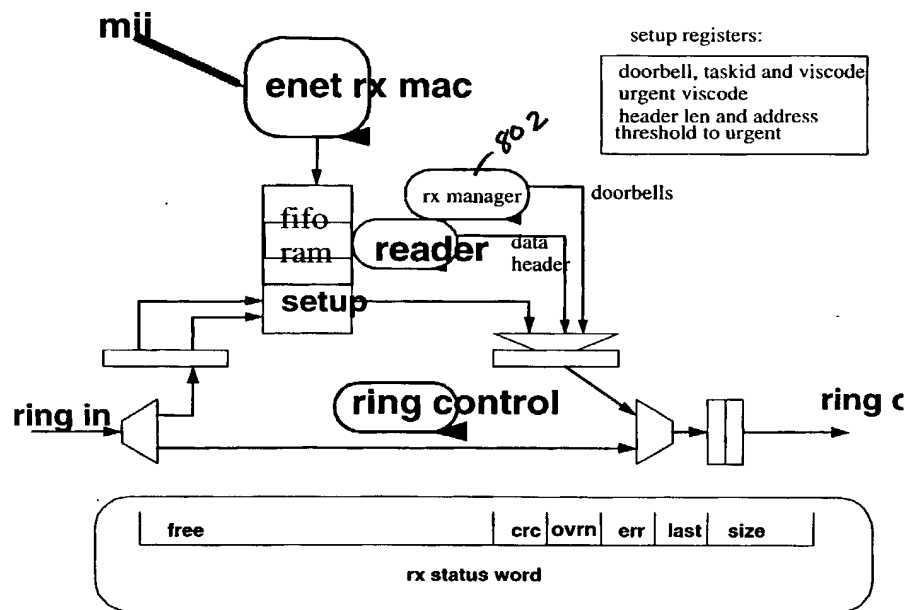 mii
setup registers:
enet rx mac
doorbell, taskid and viscode
urgent viscode
header len and address
threshold to urgent
802
rx manager
doorbells
fifo
ram
reader
data
header
setup
ring control
ring in
ring c
free
crc
ovrn
err
last
size
rx status word